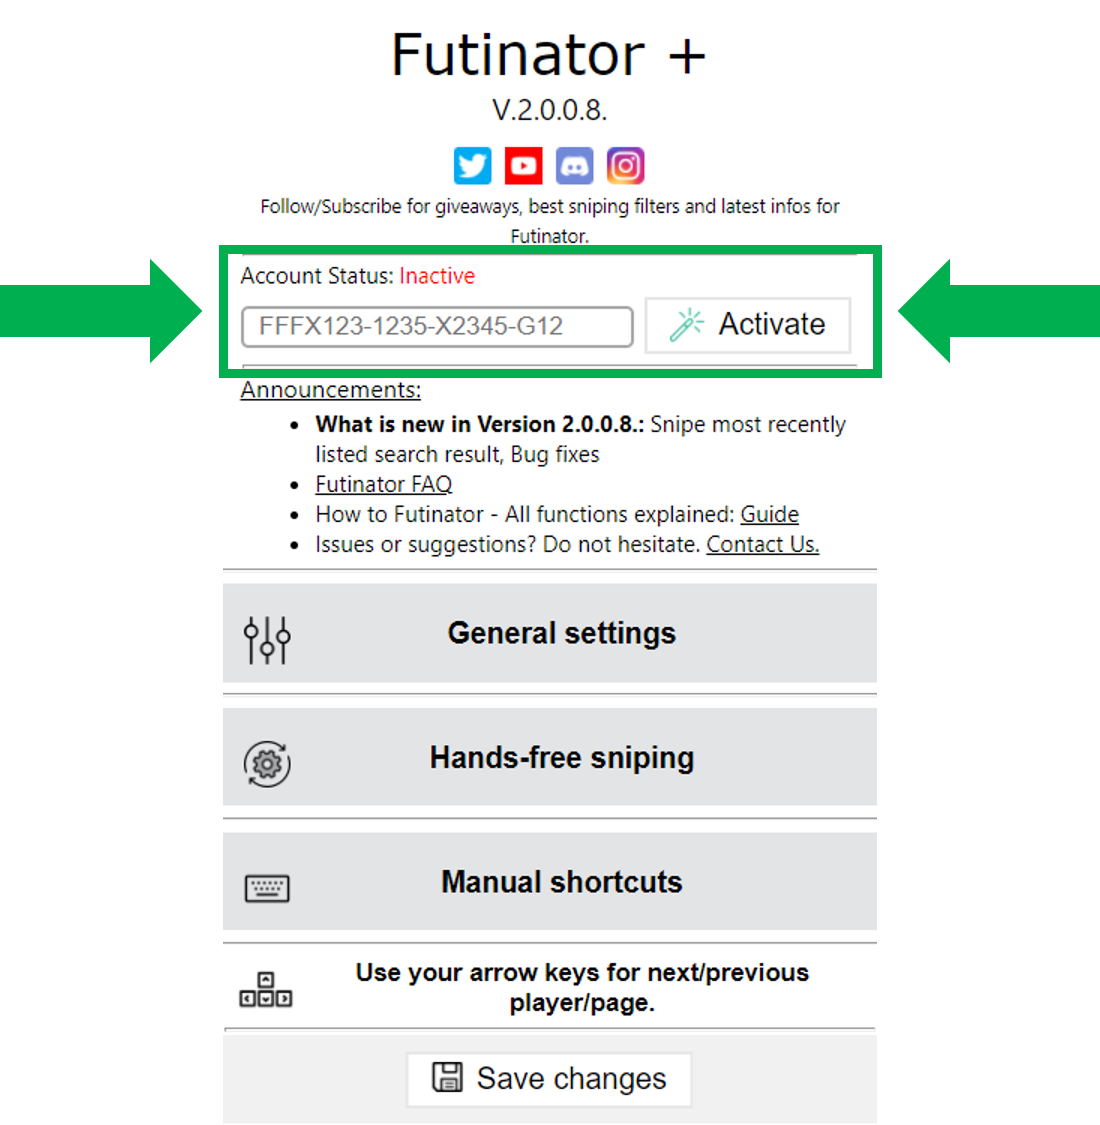 Futinator +
V.2.0.0.8.
Follow/Subscribe for giveaways, best sniping filters and latest infos for
Futinator.
Account Status: Inactive
FFFX123-1235-X2345-G12
Activate
Announcements:
What is new in Version 2.0.0.8.: Snipe most recently
listed search result, Bug fixes
Futinator FAQ
How to Futinator - All functions explained: Guide
Issues or suggestions? Do not hesitate. Contact Us.
General settings
Hands-free sniping
Manual shortcuts
Use your arrow keys for next/previous
player/page.
Save changes